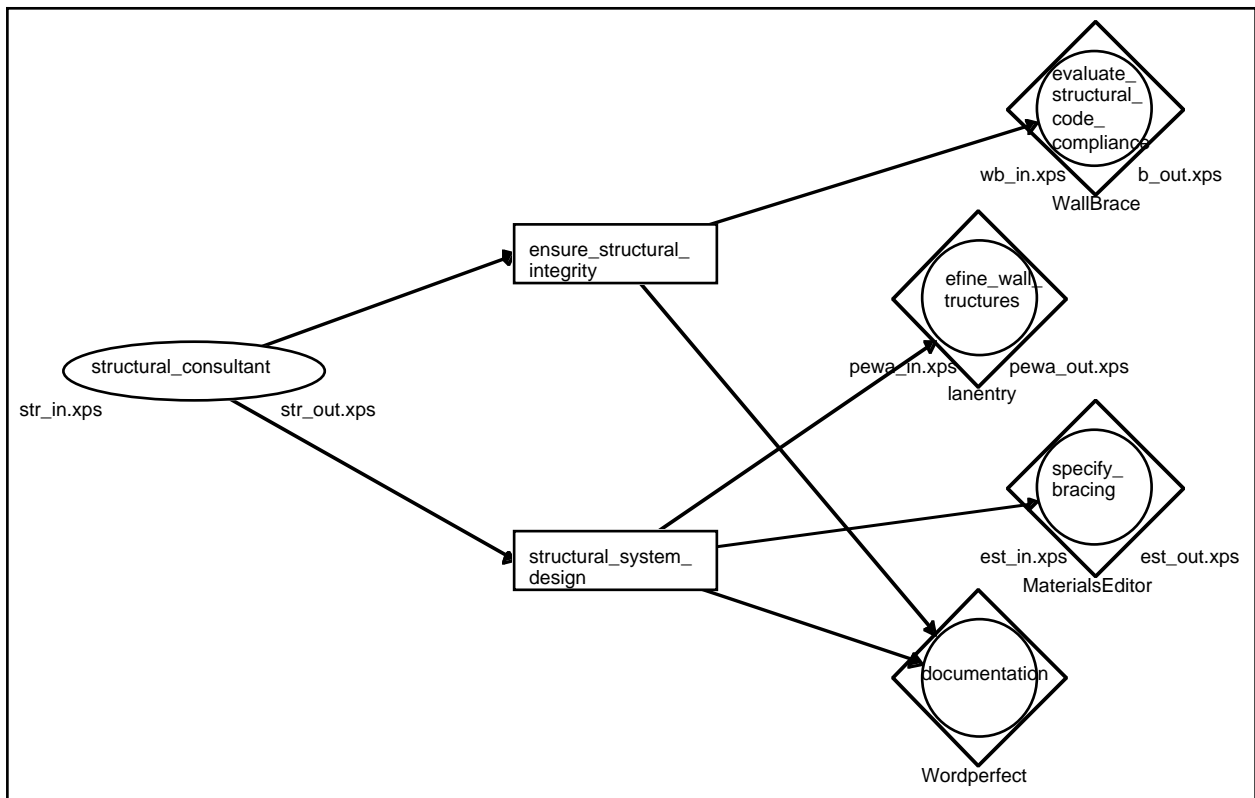 evaluate_
structural_
code_
compliance
wb_in.xps
b_out.xps
WallBrace
ensure_structural_
integrity
efine_wall_
tructures
pewa_in.xps
pewa_out.xps
lanentry
structural_consultant
str_in.xps
str_out.xps
specify_
bracing
est_in.xps
est_out.xps
MaterialsEditor
structural_system_
design
documentation
Wordperfect